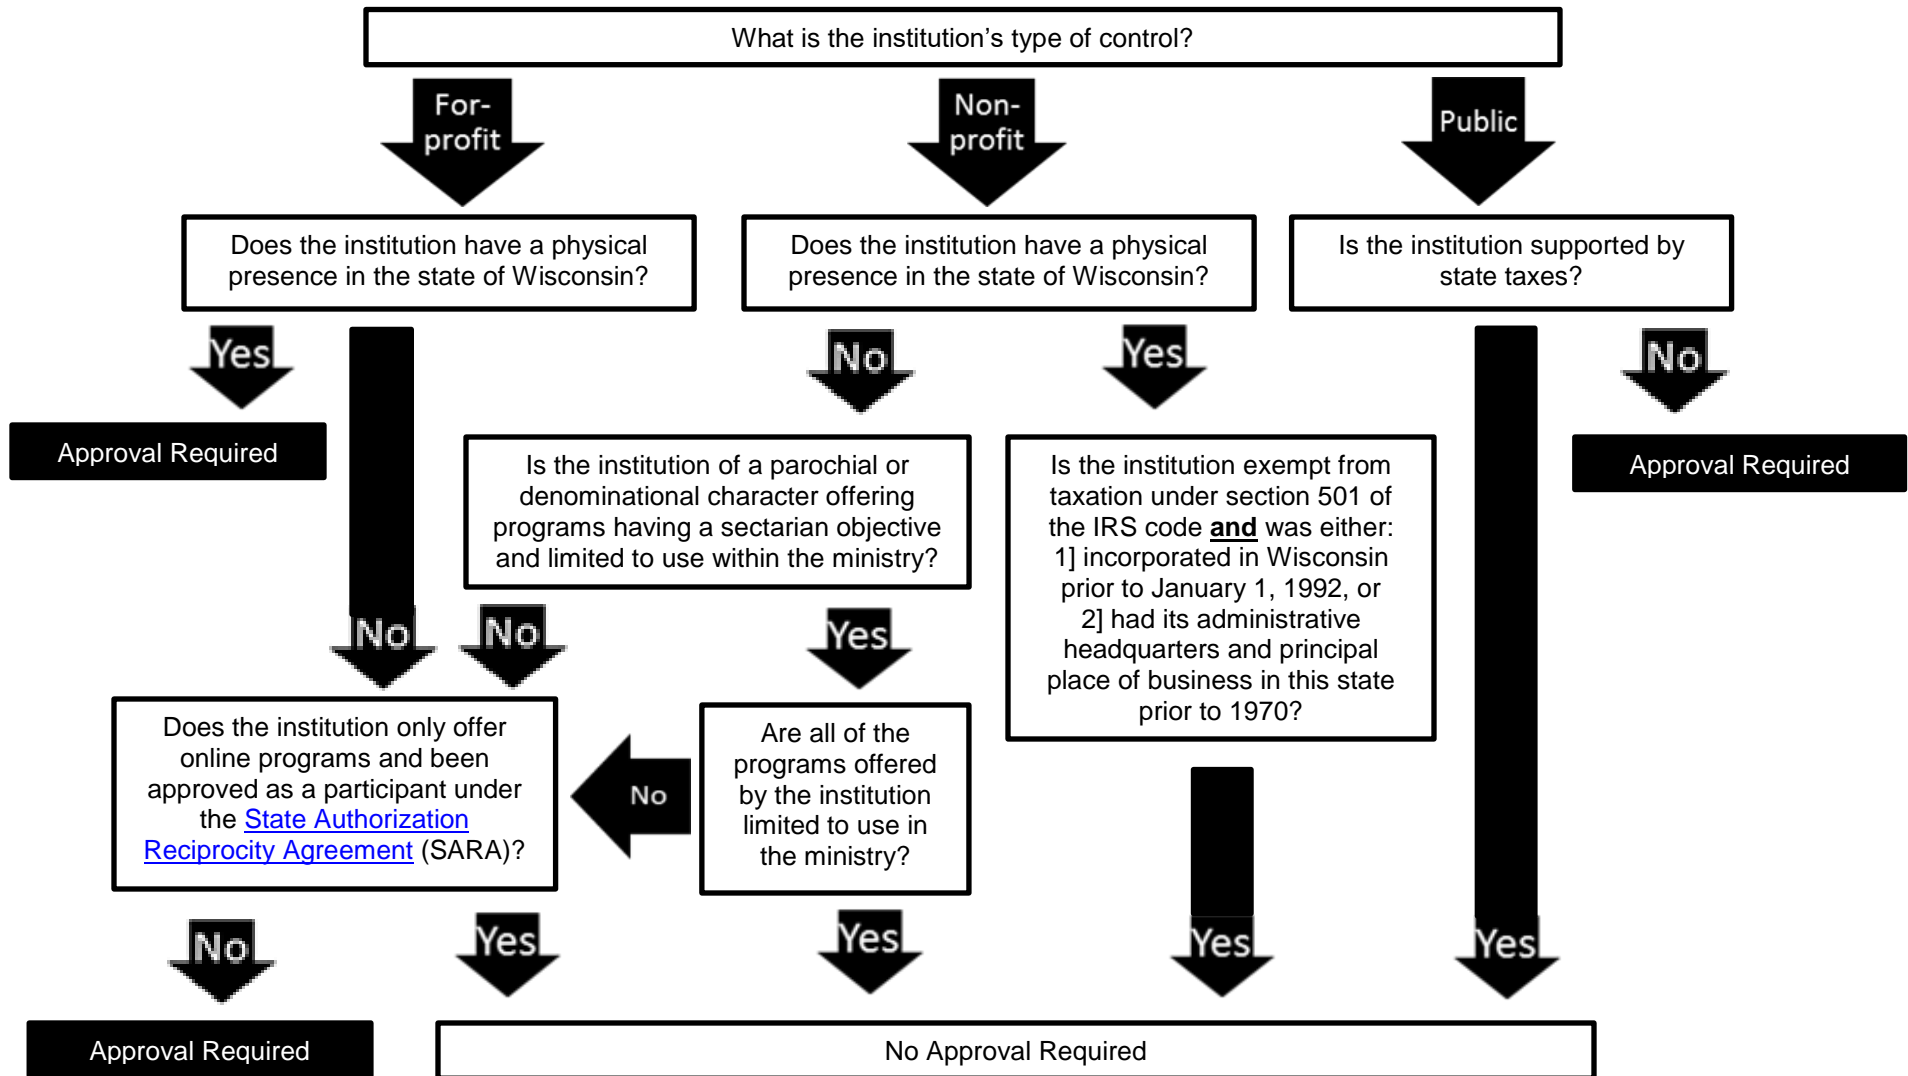 What is the institution’s type of control?
For-
profit
Non-
profit
Public
Does the institution have a physical
presence in the state of Wisconsin?
Does the institution have a physical
presence in the state of Wisconsin?
Is the institution supported by
state taxes?
Yes
No
Yes
No
Approval Required
Is the institution of a parochial or
denominational character offering
programs having a sectarian objective
and limited to use within the ministry?
Is the institution exempt from
taxation under section 501 of
the IRS code and was either:
1] incorporated in Wisconsin
prior to January 1, 1992, or
2] had its administrative
headquarters and principal
place of business in this state
prior to 1970?
Approval Required
No
No
Yes
Does the institution only offer
online programs and been
approved as a participant under
the State Authorization
Reciprocity Agreement (SARA)?
No
Are all of the
programs offered
by the institution
limited to use in
the ministry?
No
Yes
Yes
Yes
Yes
Approval Required
No Approval Required